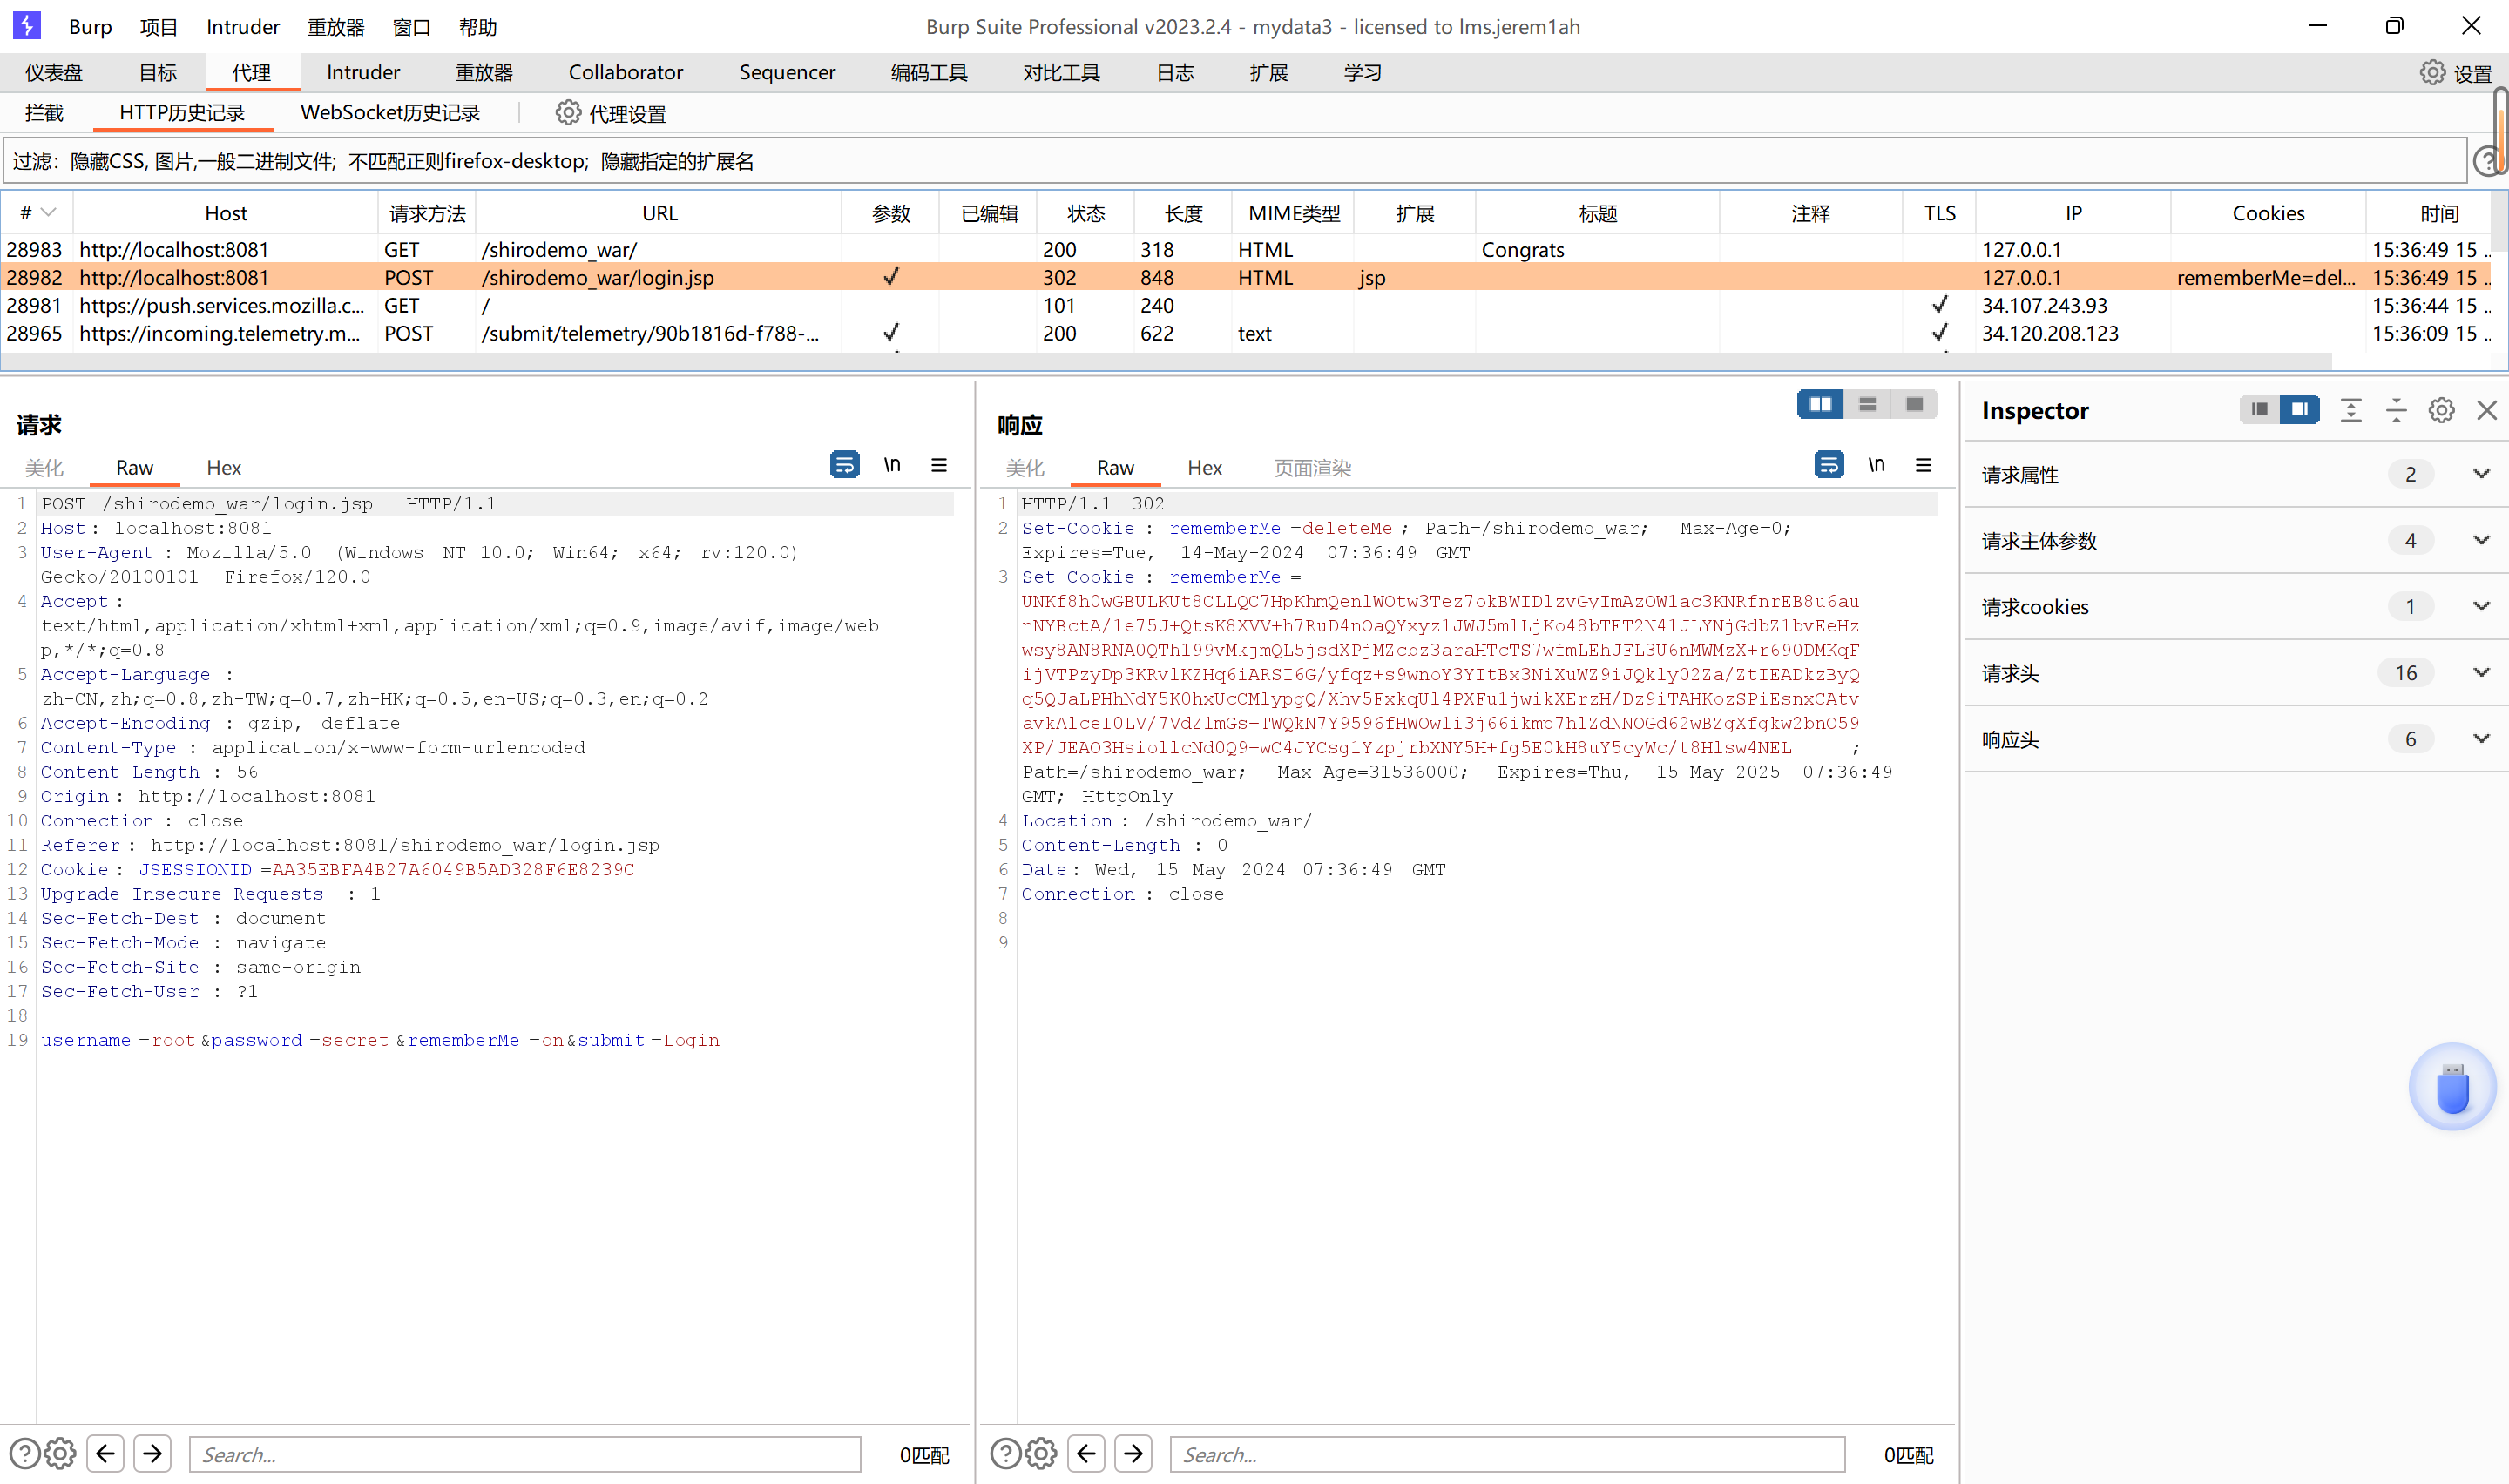 Burp 项目 Intruder 重放器 窗口 帮助 Burp Suite Professional v2023.2.4 - mydata3 - licensed to lms.jerem1ah
仪表盘 目标 代理 Intruder 重放器 Collaborator Sequencer 编码工具 对比工具 日志 扩展 学习 设置
拦截 HTTP历史记录 WebSocket历史记录 代理设置
过滤: 隐藏CSS, 图片,一般二进制文件; 不匹配正则firefox-desktop; 隐藏指定的扩展名
# Host 请求方法 URL 参数 已编辑 状态 长度 MIME类型 扩展 标题 注释 TLS IP Cookies 时间
28983 http://localhost:8081 GET /shirodemo_war/ 200 318 HTML Congrats 127.0.0.1 15:36:49 15 ..
28982 http://localhost:8081 POST /shirodemo_war/login.jsp ✓ 302 848 HTML jsp 127.0.0.1 rememberMe=del... 15:36:49 15 ..
28981 https://push.services.mozilla.c... GET / 101 240 ✓ 34.107.243.93 15:36:44 15 ..
28965 https://incoming.telemetry.m... POST /submit/telemetry/90b1816d-f788-... ✓ 200 622 text ✓ 34.120.208.123 15:36:09 15 ..
请求
美化 Raw Hex \n
1 POST /shirodemo_war/login.jsp HTTP/1.1
2 Host: localhost:8081
3 User-Agent: Mozilla/5.0 (Windows NT 10.0; Win64; x64; rv:120.0)
Gecko/20100101 Firefox/120.0
4 Accept:
text/html,application/xhtml+xml,application/xml;q=0.9,image/avif,image/web
p,*/*;q=0.8
5 Accept-Language:
zh-CN,zh;q=0.8,zh-TW;q=0.7,zh-HK;q=0.5,en-US;q=0.3,en;q=0.2
6 Accept-Encoding: gzip, deflate
7 Content-Type: application/x-www-form-urlencoded
8 Content-Length: 56
9 Origin: http://localhost:8081
10 Connection: close
11 Referer: http://localhost:8081/shirodemo_war/login.jsp
12 Cookie: JSESSIONID=AA35EBFA4B27A6049B5AD328F6E8239C
13 Upgrade-Insecure-Requests: 1
14 Sec-Fetch-Dest: document
15 Sec-Fetch-Mode: navigate
16 Sec-Fetch-Site: same-origin
17 Sec-Fetch-User: ?1
18
19 username=root&password=secret&rememberMe=on&submit=Login
Search... 0匹配
响应
美化 Raw Hex 页面渲染 \n
1 HTTP/1.1 302
2 Set-Cookie: rememberMe=deleteMe; Path=/shirodemo_war; Max-Age=0;
Expires=Tue, 14-May-2024 07:36:49 GMT
3 Set-Cookie: rememberMe=
UNKf8h0wGBULKUt8CLLQC7HpKhmQenlWOtw3Tez7okBWIDlzvGyImAzOW1ac3KNRfnrEB8u6au
nNYBctA/1e75J+QtsK8XVV+h7RuD4nOaQYxyz1JWJ5mlLjKo48bTET2N41JLYNjGdbZ1bvEeHz
wsy8AN8RNA0QTh199vMkjmQL5jsdXPjMZcbz3araHTcTS7wfmLEhJFL3U6nMWMzX+r690DMKqF
ijVTPzyDp3KRvlKZHq6iARSI6G/yfqz+s9wnoY3YItBx3NiXuWZ9iJQkly02Za/ZtIEADkzByQ
q5QJaLPHhNdY5K0hxUcCMlypgQ/Xhv5FxkqUl4PXFu1jwikXErzH/Dz9iTAHKozSPiEsnxCAtv
avkAlceI0LV/7VdZ1mGs+TWQkN7Y9596fHWOw1i3j66ikmp7hlZdNNOGd62wBZgXfgkw2bnO59
XP/JEAO3HsiollcNd0Q9+wC4JYCsg1YzpjrbXNY5H+fg5E0kH8uY5cyWc/t8Hlsw4NEL;
Path=/shirodemo_war; Max-Age=31536000; Expires=Thu, 15-May-2025 07:36:49
GMT; HttpOnly
4 Location: /shirodemo_war/
5 Content-Length: 0
6 Date: Wed, 15 May 2024 07:36:49 GMT
7 Connection: close
8
9
Search... 0匹配
Inspector
请求属性 2
请求主体参数 4
请求cookies 1
请求头 16
响应头 6